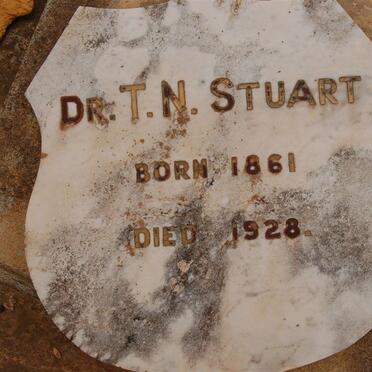 DR. T. N. STUART
BORN 1861
DIED 1928.